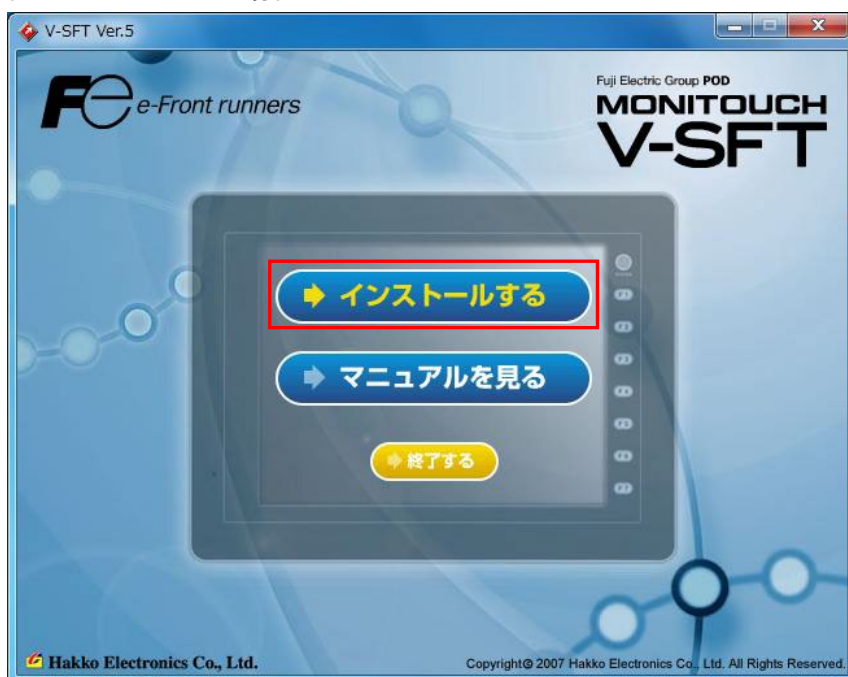 V-SFT Ver.5
Fe e-Front runners
Fuji Electric Group POD
MONITOUCH
V-SFT
インストールする
マニュアルを見る
終了する
Hakko Electronics Co., Ltd.
Copyright© 2007 Hakko Electronics Co., Ltd. All Rights Reserved.